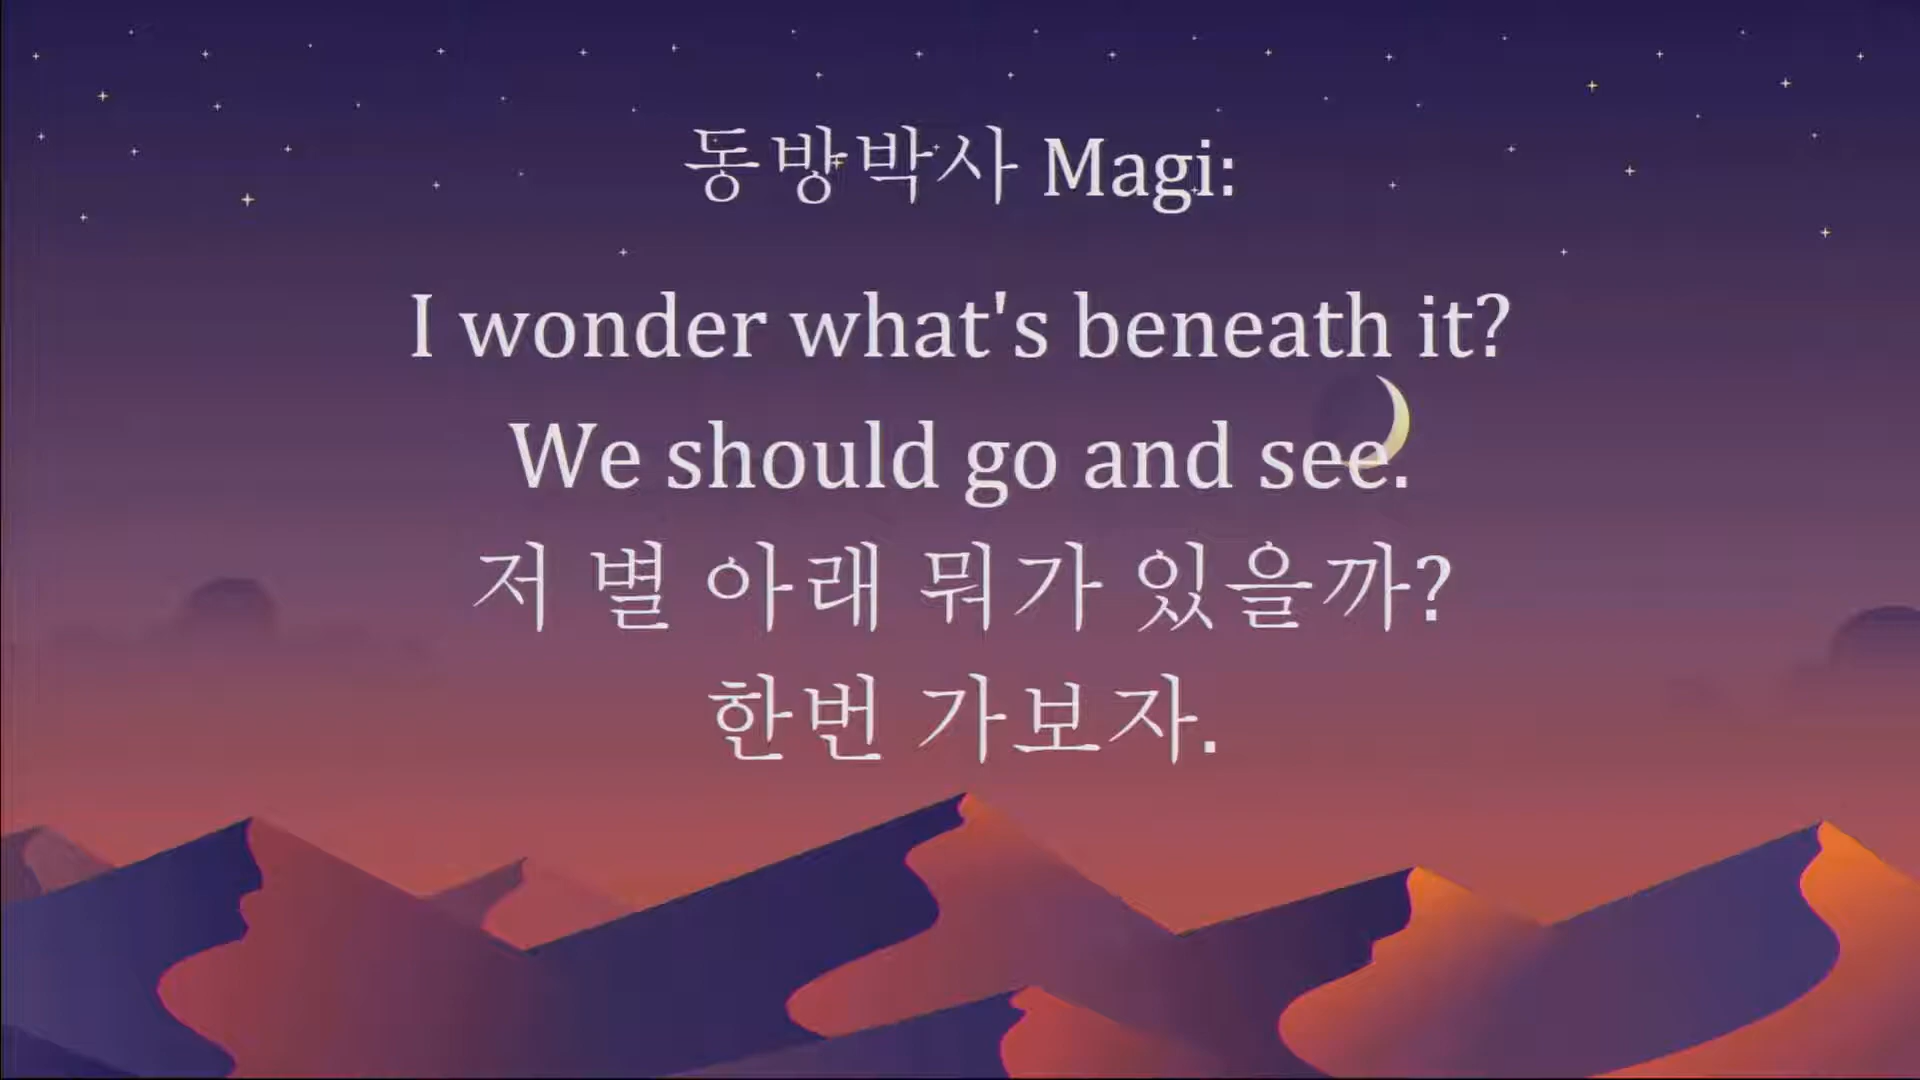 동방박사 Magi:
I wonder what's beneath it?
We should go and see.
저 별 아래 뭐가 있을까?
한번 가보자.